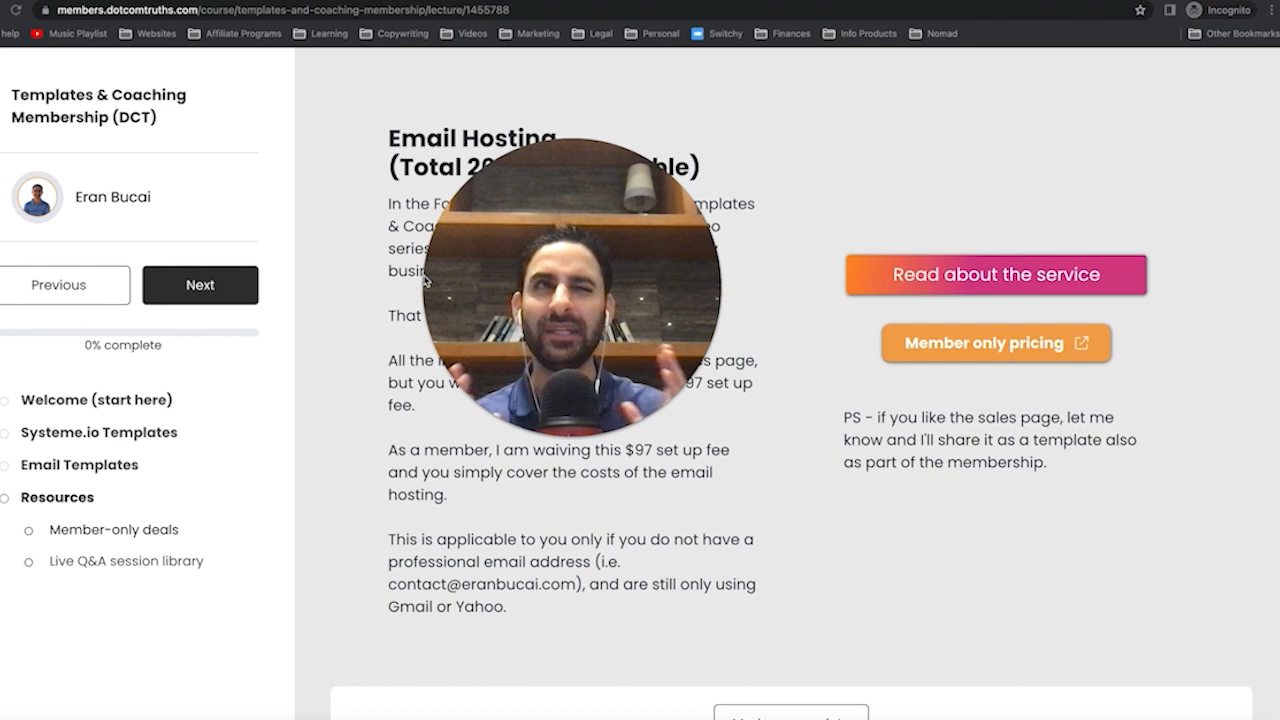 members.dotcomtruths.com/course/templates-and-coaching-membership/lecture/1455788
Incognito
help
Music Playlist
Websites
Affiliate Programs
Learning
Copywriting
Videos
Marketing
Legal
Personal
Switchy
Finances
Info Products
Nomad
Other Bookmarks
Templates & Coaching
Membership (DCT)
Eran Bucai
Previous
Next
0% complete
Welcome (start here)
Systeme.io Templates
Email Templates
Resources
Member-only deals
Live Q&A session library
Email Hosting
(Total
In the
&
series
That
All the page,
but you set up
fee.
As a member, I am waiving this $97 set up fee
and you simply cover the costs of the email
hosting.
This is applicable to you only if you do not have a
professional email address (i.e.
contact@eranbucai.com), and are still only using
Gmail or Yahoo.
Read about the service
Member only pricing
PS - if you like the sales page, let me
know and I'll share it as a template also
as part of the membership.